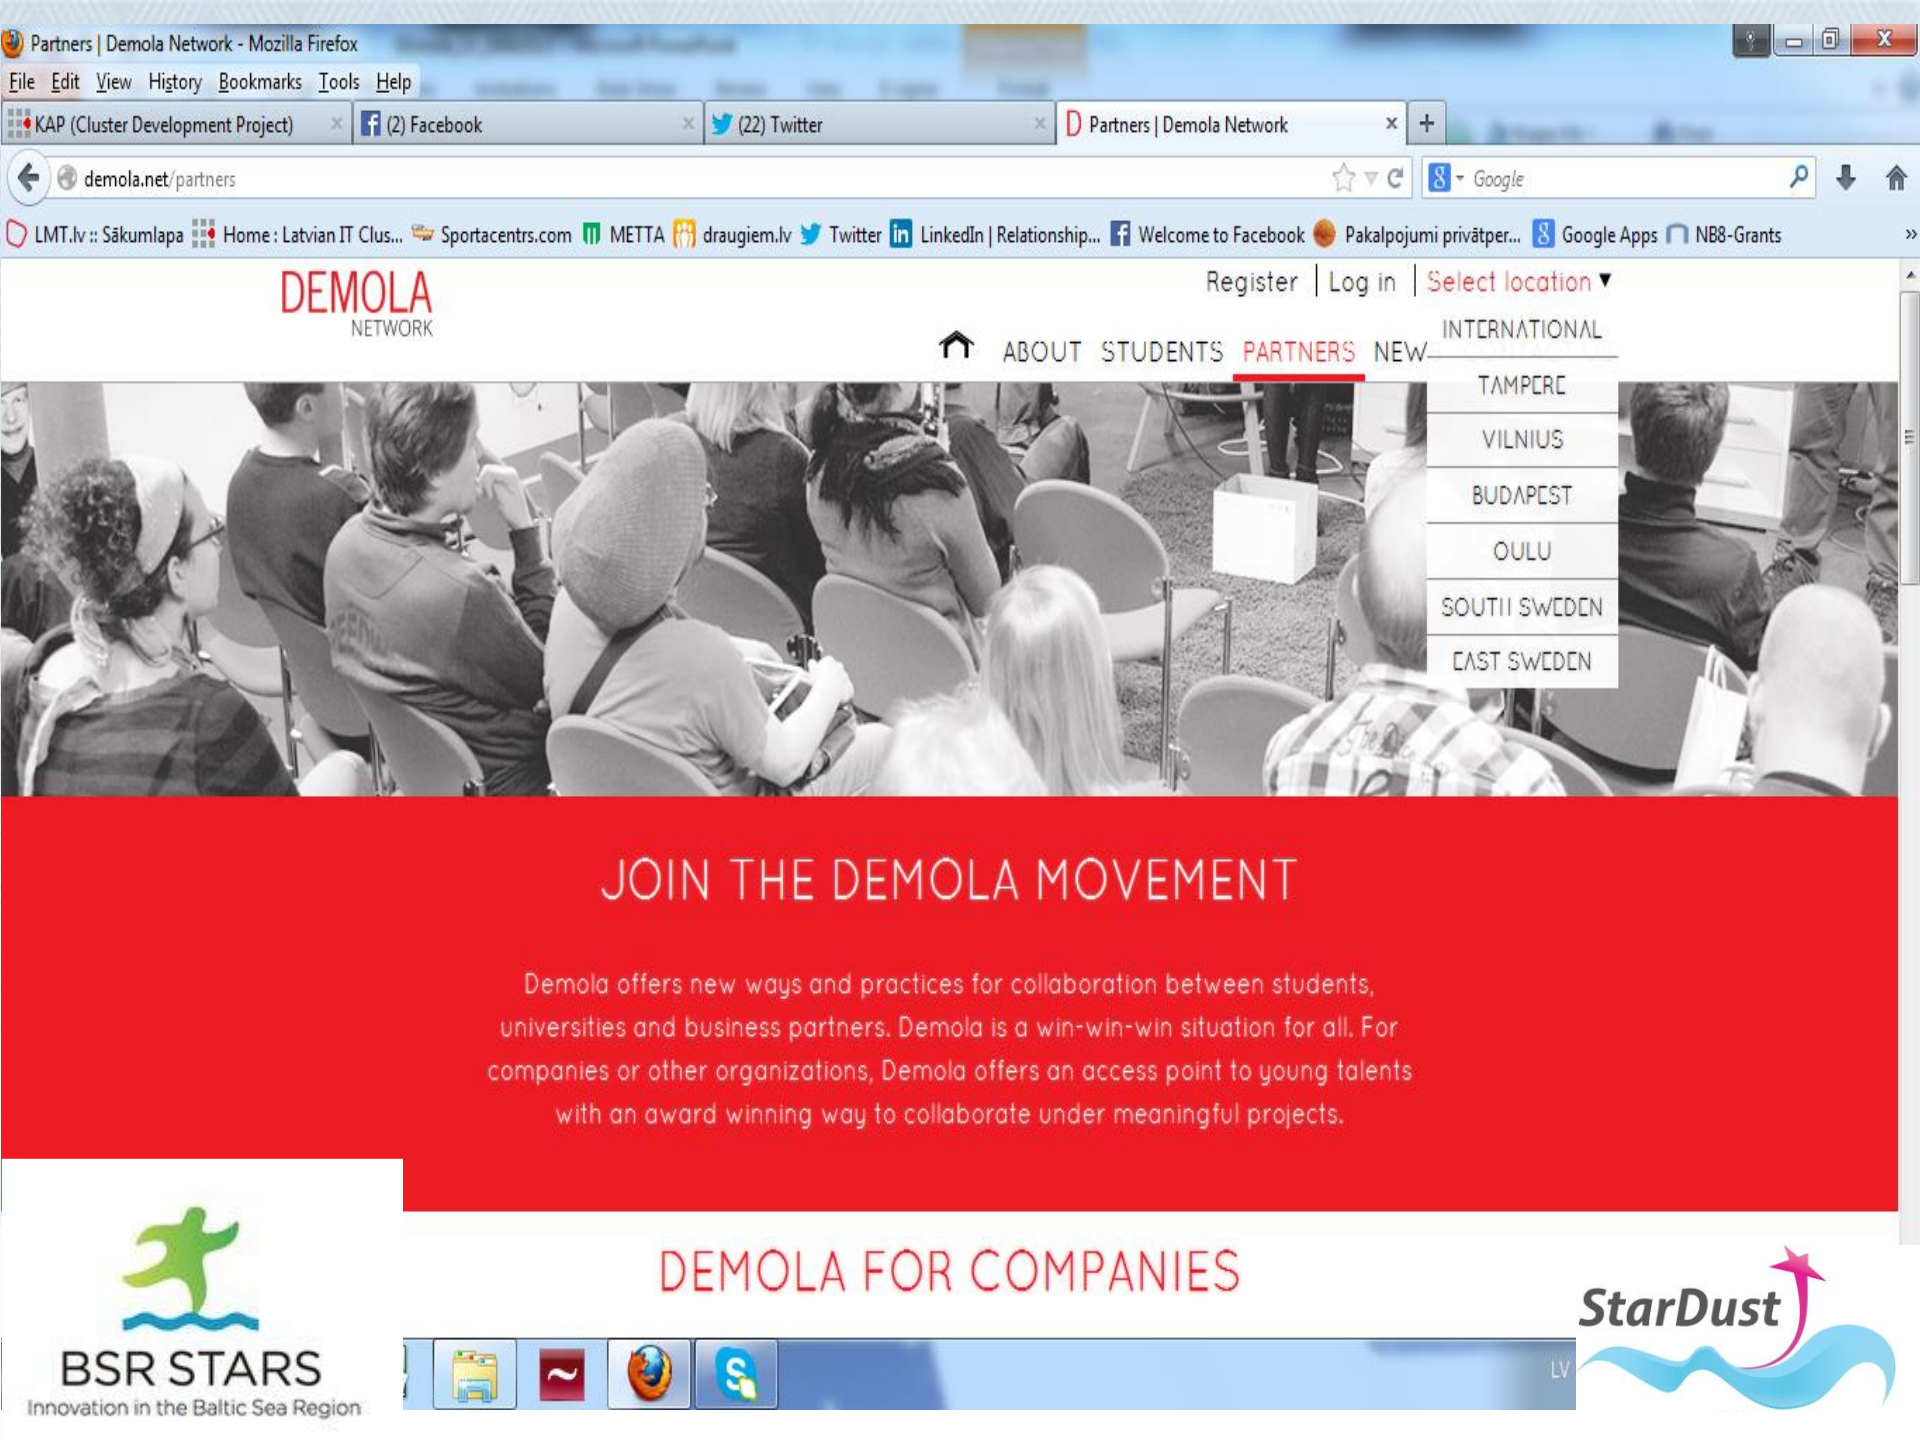 Partners | Demola Network - Mozilla Firefox
File Edit View History Bookmarks Tools Help
KAP (Cluster Development Project)
(2) Facebook
(22) Twitter
Partners | Demola Network
demola.net/partners
Google
LMT.lv :: Sākumlapa Home : Latvian IT Clus... Sportacentrs.com METTA draugiem.lv Twitter LinkedIn | Relationship... Welcome to Facebook Pakalpojumi privātper... Google Apps NB8-Grants
DEMOLA
NETWORK
Register | Log in | Select location ▼
ABOUT STUDENTS PARTNERS NEW
INTERNATIONAL
TAMPERE
VILNIUS
BUDAPEST
OULU
SOUTH SWEDEN
EAST SWEDEN
JOIN THE DEMOLA MOVEMENT
Demola offers new ways and practices for collaboration between students,
universities and business partners. Demola is a win-win-win situation for all. For
companies or other organizations, Demola offers an access point to young talents
with an award winning way to collaborate under meaningful projects.
DEMOLA FOR COMPANIES
BSR STARS
Innovation in the Baltic Sea Region
LV
StarDust